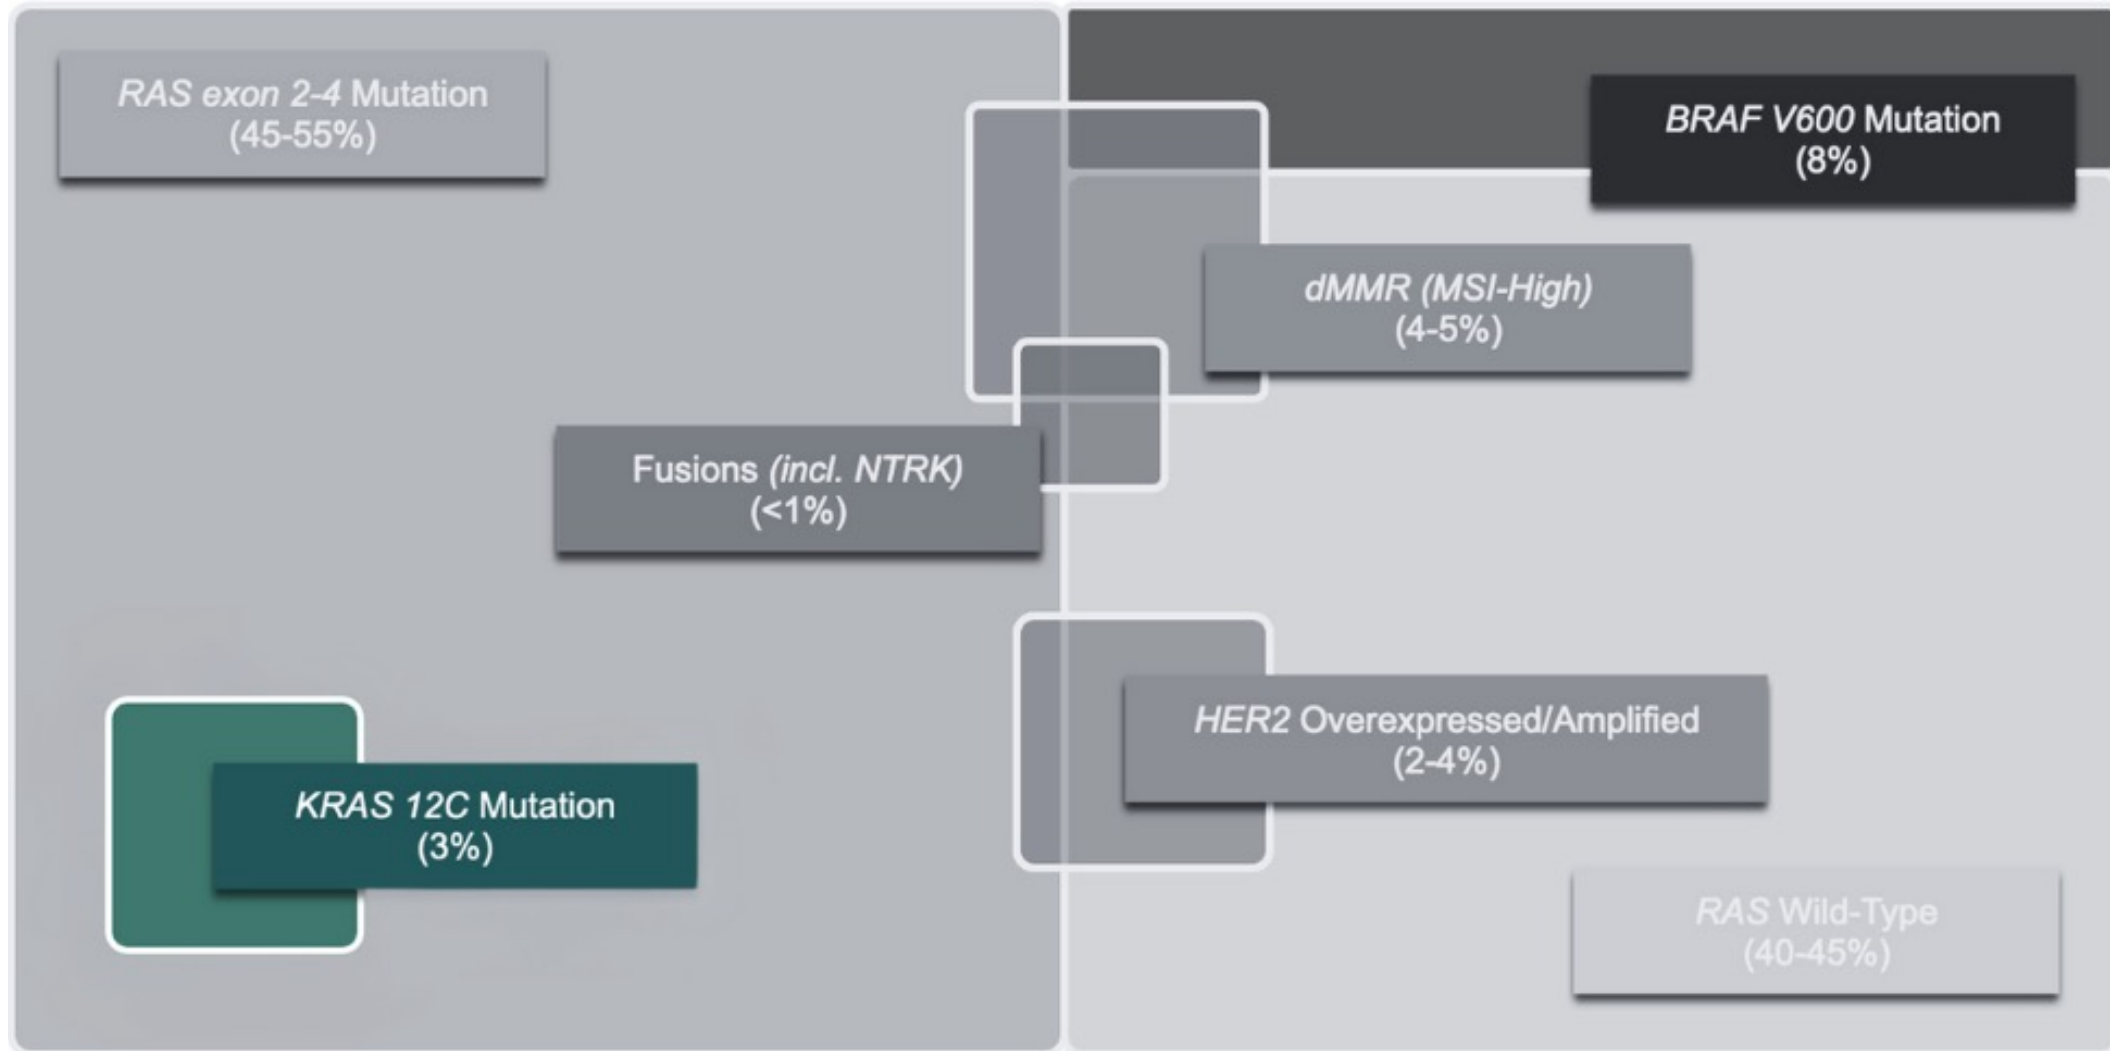 RAS exon 2-4 Mutation
(45-55%)
BRAF V600 Mutation
(8%)
dMMR (MSI-High)
(4-5%)
Fusions (incl. NTRK)
(<1%)
HER2 Overexpressed/Amplified
(2-4%)
KRAS 12C Mutation
(3%)
RAS Wild-Type
(40-45%)